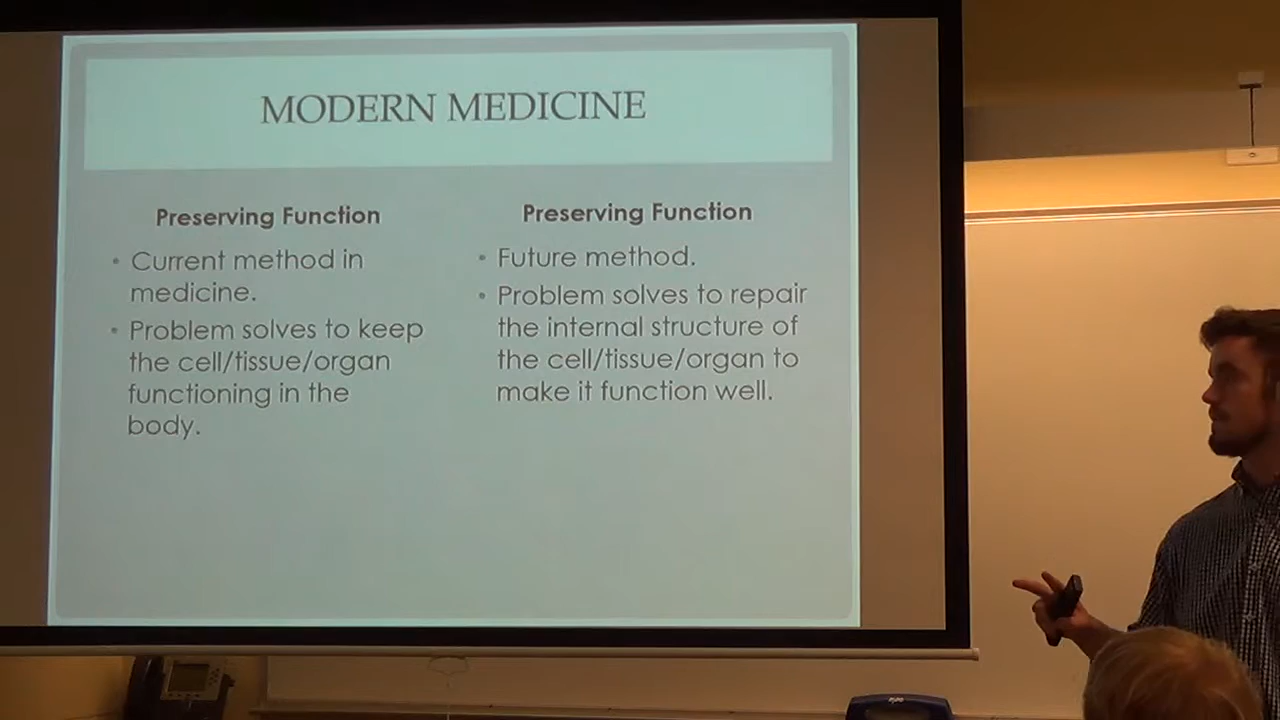 MODERN MEDICINE
Preserving Function
• Current method in
medicine.
• Problem solves to keep
the cell/tissue/organ
functioning in the
body.
Preserving Function
• Future method.
• Problem solves to repair
the internal structure of
the cell/tissue/organ to
make it function well.